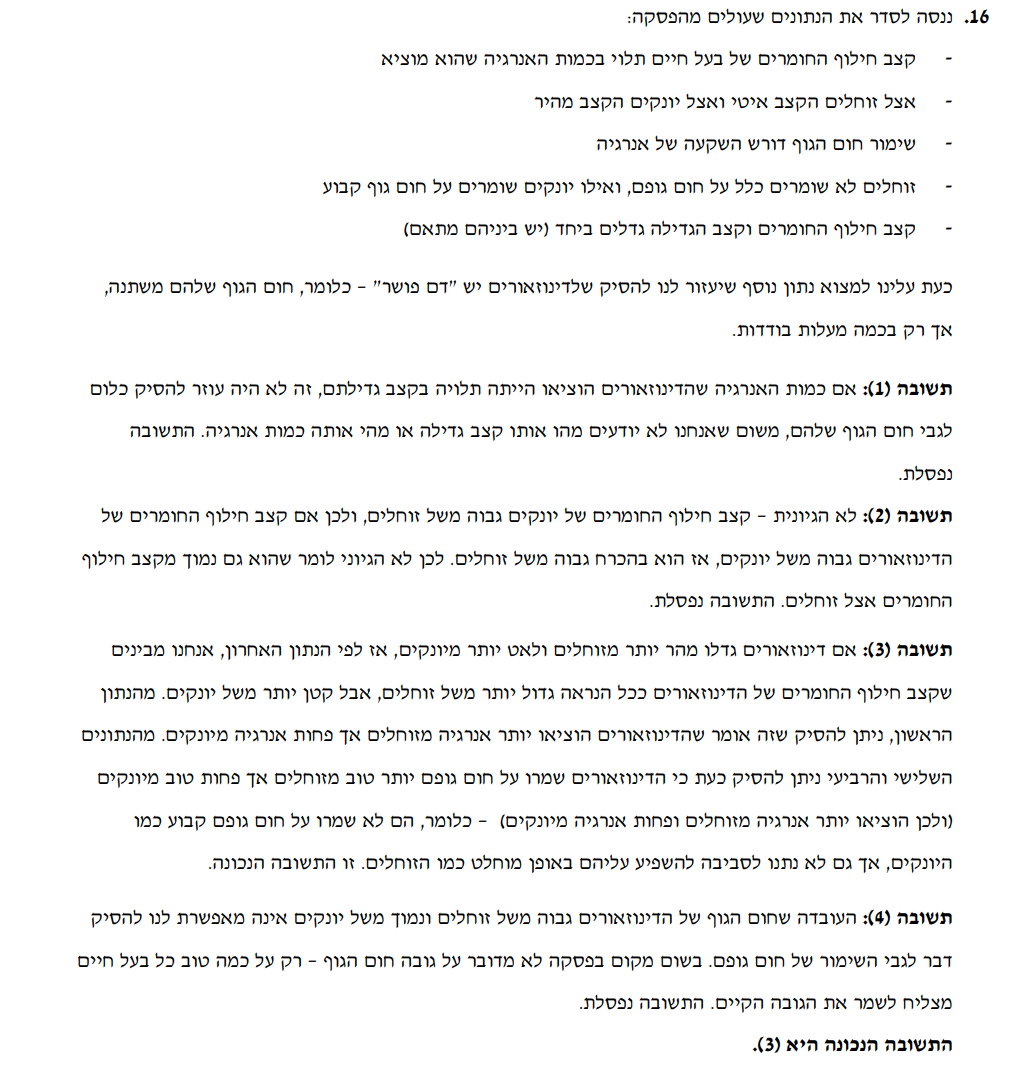 16. ננסה לסדר את הנתונים שעולים מהפסקה:
- קצב חילוף החומרים של בעל חיים תלוי בכמות האנרגיה שהוא מוציא
- אצל זוחלים הקצב איטי ואצל יונקים הקצב מהיר
- שימור חום הגוף דורש השקעה של אנרגיה
- זוחלים לא שומרים כלל על חום גופם, ואילו יונקים שומרים על חום גוף קבוע
- קצב חילוף החומרים וקצב הגדילה גדלים ביחד (יש ביניהם מתאם)
כעת עלינו למצוא נתון נוסף שיעזור לנו להסיק שלדינוזאורים יש "דם פושר" – כלומר, חום הגוף שלהם משתנה,
אך רק בכמה מעלות בודדות.
תשובה (1): אם כמות האנרגיה שהדינוזאורים הוציאו הייתה תלויה בקצב גדילתם, זה לא היה עוזר להסיק כלום
לגבי חום הגוף שלהם, משום שאנחנו לא יודעים מהו אותו קצב גדילה או מהי אותה כמות אנרגיה. התשובה
נפסלת.
תשובה (2): לא הגיונית – קצב חילוף החומרים של יונקים גבוה משל זוחלים, ולכן אם קצב חילוף החומרים של
הדינוזאורים גבוה משל יונקים, אז הוא בהכרח גבוה משל זוחלים. לכן לא הגיוני לומר שהוא גם נמוך מקצב חילוף
החומרים אצל זוחלים. התשובה נפסלת.
תשובה (3): אם דינוזאורים גדלו מהר יותר מזוחלים ולאט יותר מיונקים, אז לפי הנתון האחרון, אנחנו מבינים
שקצב חילוף החומרים של הדינוזאורים ככל הנראה גדול יותר משל זוחלים, אבל קטן יותר משל יונקים. מהנתון
הראשון, ניתן להסיק שזה אומר שהדינוזאורים הוציאו יותר אנרגיה מזוחלים אך פחות אנרגיה מיונקים. מהנתונים
השלישי והרביעי ניתן להסיק כעת כי הדינוזאורים שמרו על חום גופם יותר טוב מזוחלים אך פחות טוב מיונקים
(ולכן הוציאו יותר אנרגיה מזוחלים ופחות אנרגיה מיונקים) – כלומר, הם לא שמרו על חום גופם קבוע כמו
היונקים, אך גם לא נתנו לסביבה להשפיע עליהם באופן מוחלט כמו הזוחלים. זו התשובה הנכונה.
תשובה (4): העובדה שחום הגוף של הדינוזאורים גבוה משל זוחלים ונמוך משל יונקים אינה מאפשרת לנו להסיק
דבר לגבי השימור של חום גופם. בשום מקום בפסקה לא מדובר על גובה חום הגוף – רק על כמה טוב כל בעל חיים
מצליח לשמר את הגובה הקיים. התשובה נפסלת.
התשובה הנכונה היא (3).